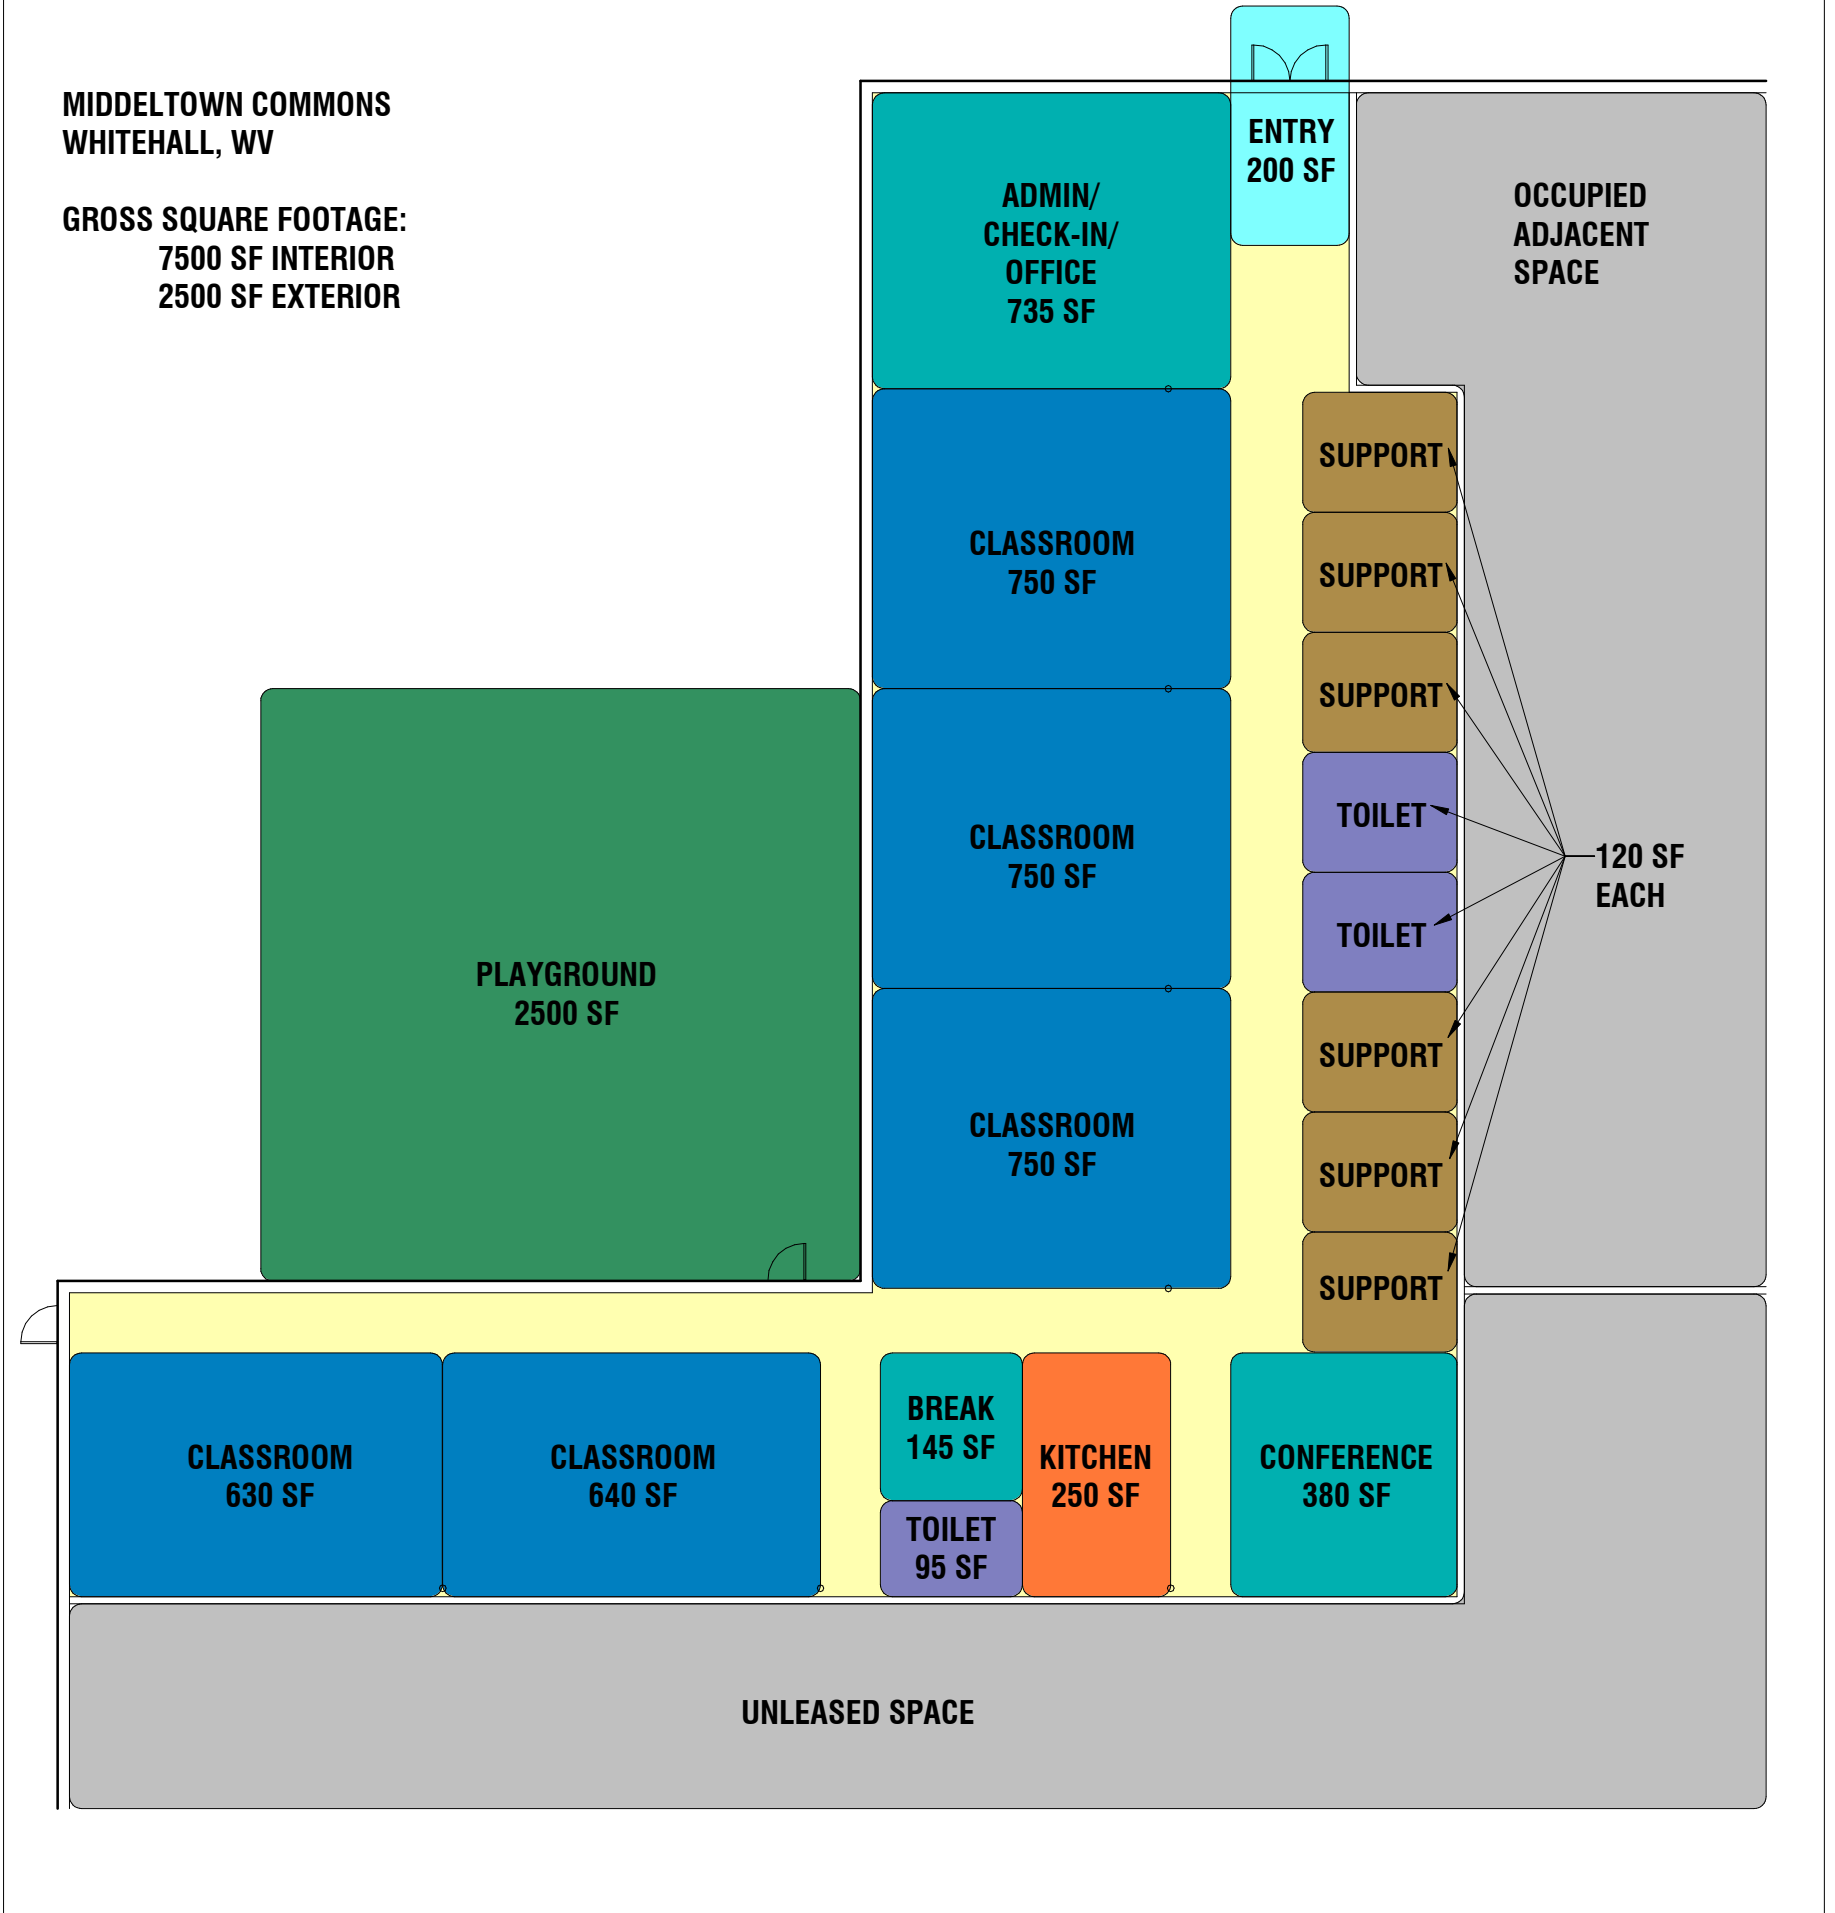 MIDDELTOWN COMMONS
WHITEHALL, WV
GROSS SQUARE FOOTAGE:
7500 SF INTERIOR
2500 SF EXTERIOR
ENTRY
200 SF
ADMIN/
CHECK-IN/
OFFICE
735 SF
OCCUPIED
ADJACENT
SPACE
CLASSROOM
750 SF
SUPPORT
SUPPORT
SUPPORT
TOILET
CLASSROOM
750 SF
120 SF
EACH
TOILET
PLAYGROUND
2500 SF
SUPPORT
CLASSROOM
750 SF
SUPPORT
SUPPORT
CLASSROOM
630 SF
CLASSROOM
640 SF
BREAK
145 SF
TOILET
95 SF
KITCHEN
250 SF
CONFERENCE
380 SF
UNLEASED SPACE